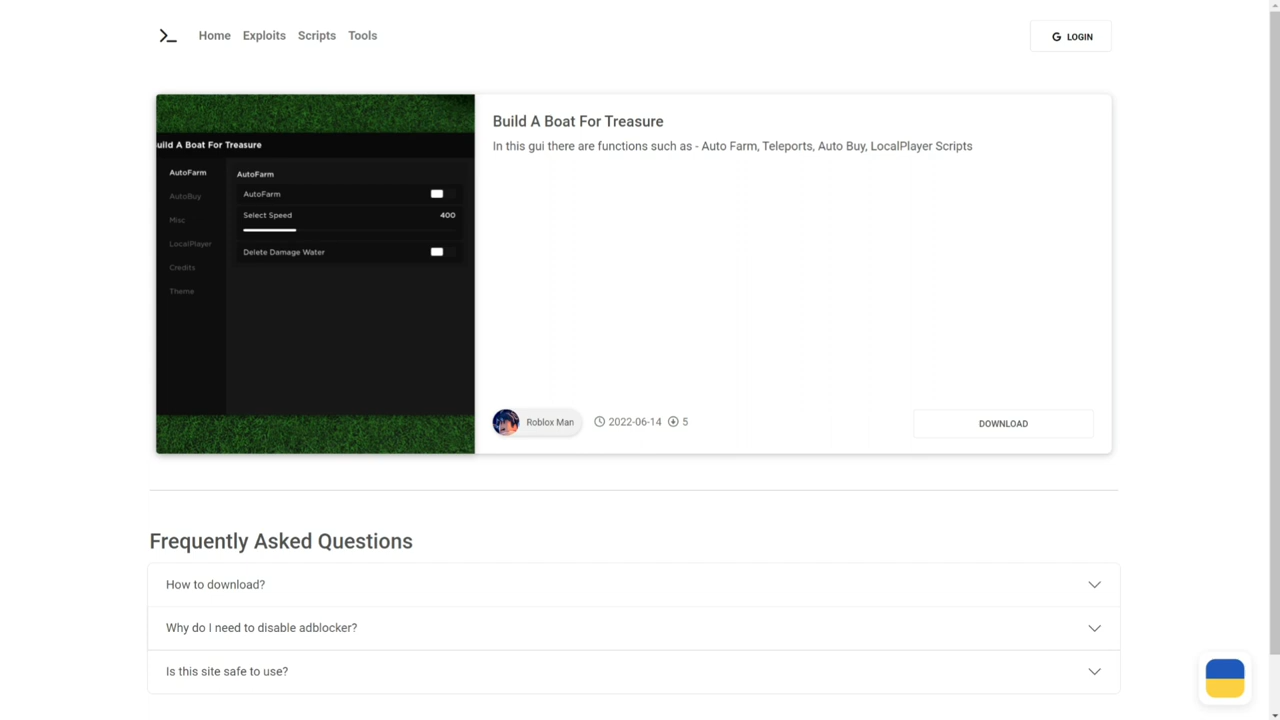 Home Exploits Scripts Tools
G LOGIN
uild A Boat For Treasure
AutoFarm
AutoBuy
Misc
LocalPlayer
Credits
Theme
AutoFarm
AutoFarm
Select Speed 400
Delete Damage Water
Build A Boat For Treasure
In this gui there are functions such as - Auto Farm, Teleports, Auto Buy, LocalPlayer Scripts
Roblox Man 2022-06-14 5
DOWNLOAD
Frequently Asked Questions
How to download?
Why do I need to disable adblocker?
Is this site safe to use?